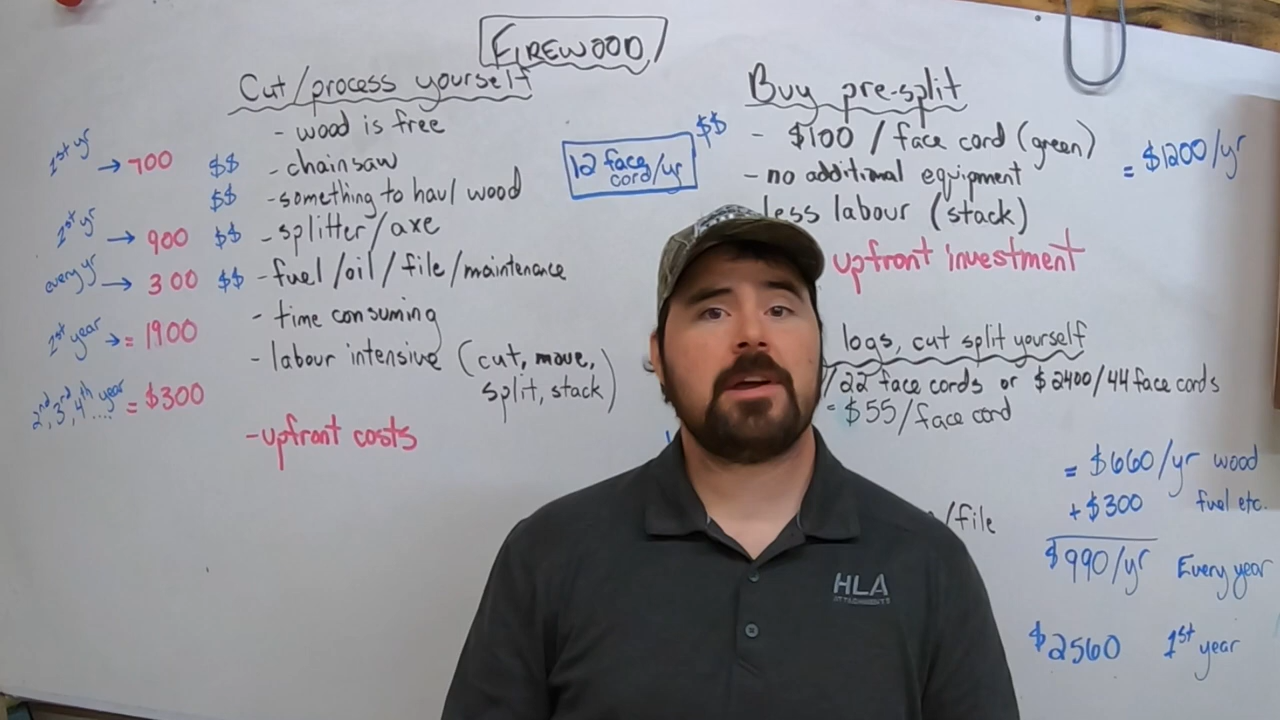 FIREWOOD
Cut/process yourself
- wood is free
1st yr → 700 $$ - chainsaw
$$ - something to haul wood
1st yr → 900 $$ - splitter/axe
every yr → 300 $$ - fuel/oil/file/maintenance
- time consuming
1st year → = 1900
- labour intensive (cut, move,
split, stack)
2nd, 3rd, 4th year .... = $300
- upfront costs
12 face
cord/yr
$$
Buy pre-split
- $100 / face cord (green)
= $1200/yr
- no additional equipment
less labour (stack)
upfront investment
logs, cut split yourself
/22 face cords or $2400/44 face cords
= $55/face cord
= $660/yr wood
+ $300 fuel etc.
/file
$990/yr Every year
$2560 1st year
HLA
ATTACHMENTS